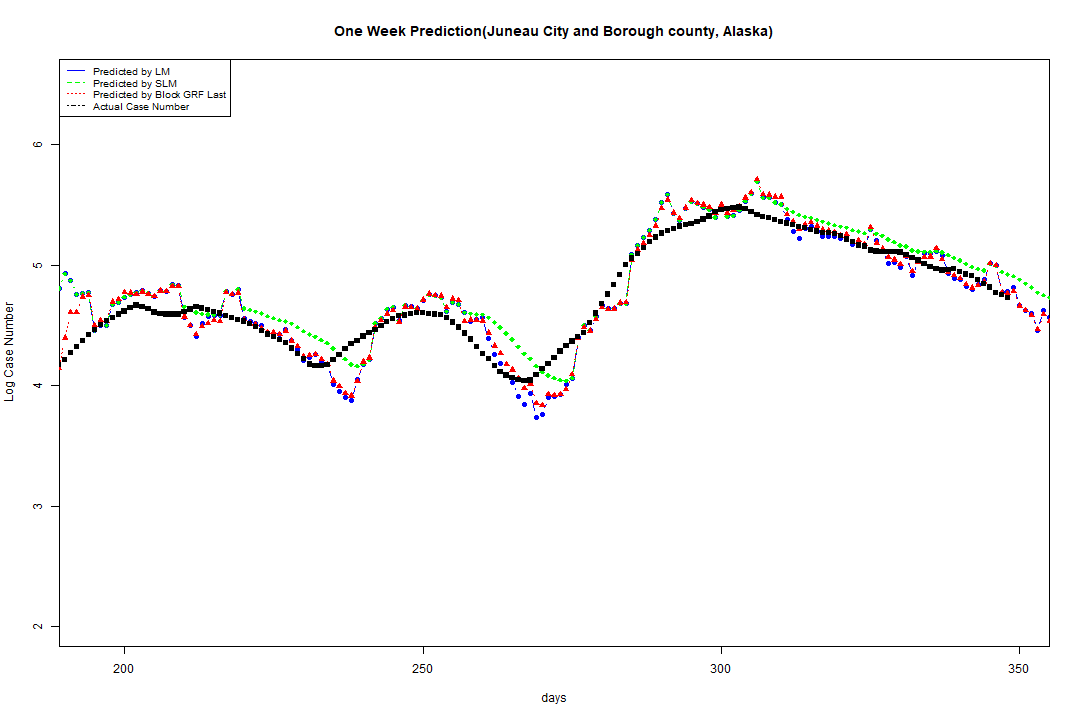 One Week Prediction(Juneau City and Borough county, Alaska)
Predicted by LM
Predicted by SLM
Predicted by Block GRF Last
Actual Case Number
6
5
4
3
2
Log Case Number
200
250
300
350
days